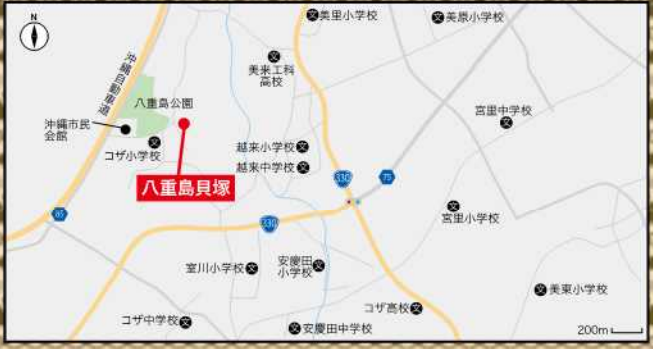 N
美里小学校
美原小学校
沖縄自動車道
美来工科
高校
八重島公園
宮里中学校
沖縄市民
会館
コザ小学校
越来小学校
越来中学校
八重島貝塚
330
75
85
330
宮里小学校
室川小学校
安慶田
小学校
美東小学校
コザ高校
コザ中学校
安慶田中学校
200m